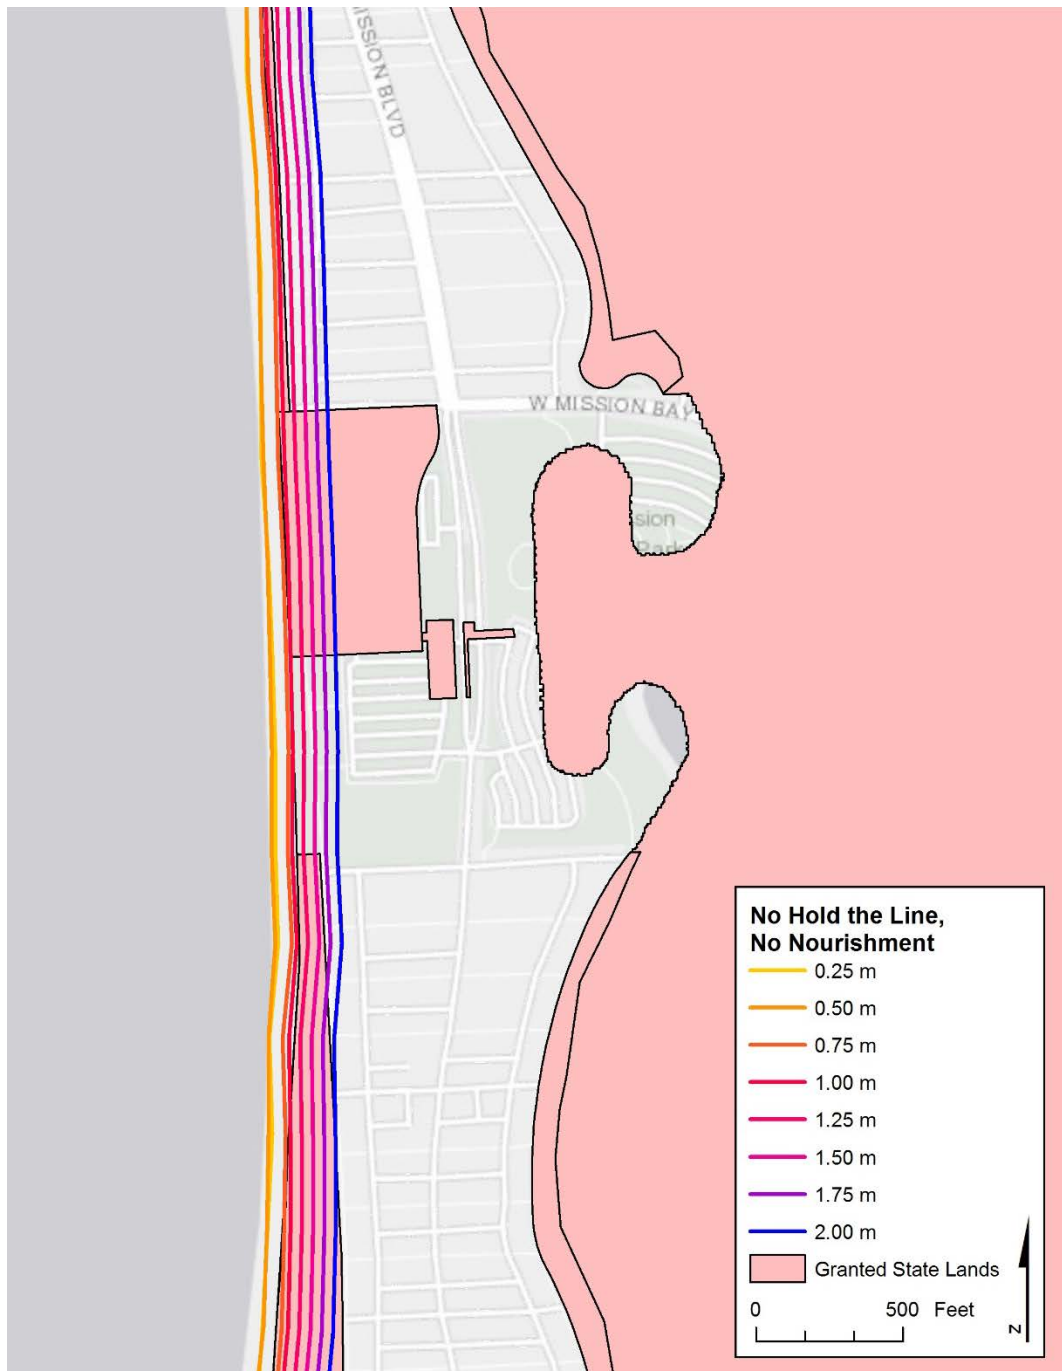 MISSION BLVD
W MISSION BAY
sion
Park
No Hold the Line,
No Nourishment
0.25 m
0.50 m
0.75 m
1.00 m
1.25 m
1.50 m
1.75 m
2.00 m
Granted State Lands
0 500 Feet
N